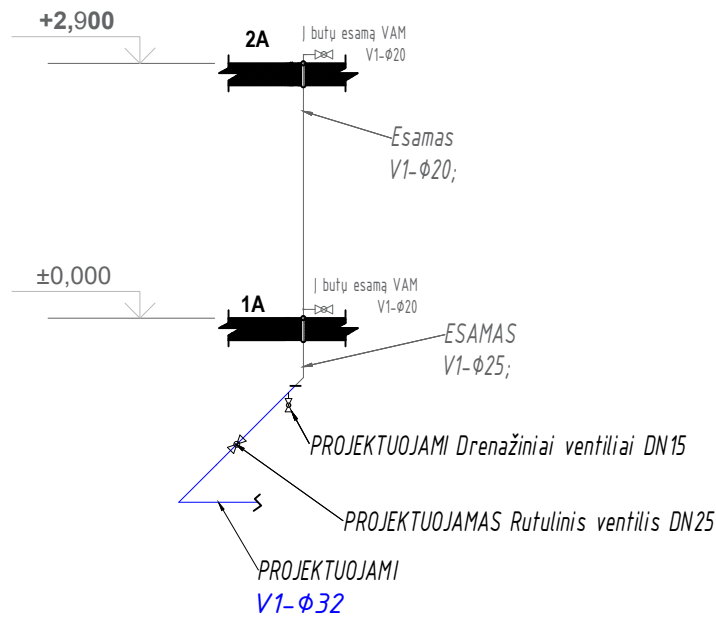 +2,900
2A
Į butų esamą VAM
V1-Φ20
Esamas
V1-Φ20;
±0,000
1A
Į butų esamą VAM
V1-Φ20
ESAMAS
V1-Φ25;
PROJEKTUOJAMI Drenažiniai ventiliai DN15
PROJEKTUOJAMAS Rutulinis ventilis DN25
PROJEKTUOJAMI
V1-Φ32